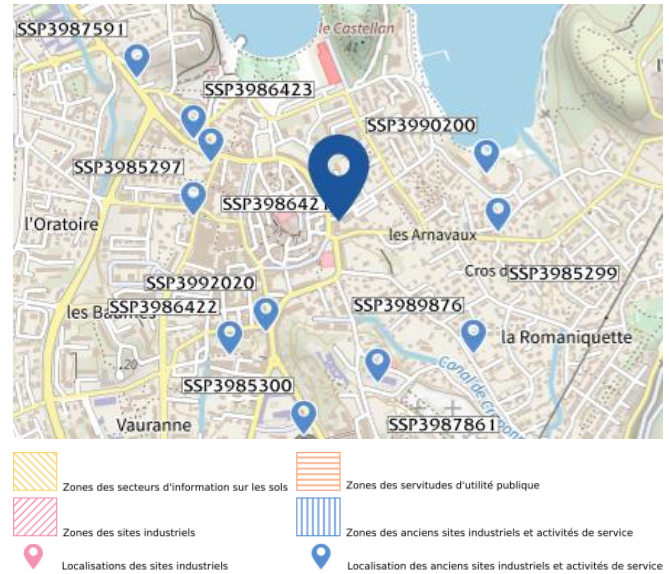 le Castellan
SSP3987591
SSP3986423
SSP3990200
SSP3985297
SSP398642
l'Oratoire
les Arnavaux
Cros d
SSP3985299
SSP3992020
les Baumes
SSP3986422
SSP3989876
la Romaniquette
20
Canal de
SSP3985300
Vauranne
SSP3987861
Zones des secteurs d'information sur les sols
Zones des servitudes d'utilité publique
Zones des sites industriels
Zones des anciens sites industriels et activités de service
Localisations des sites industriels
Localisation des anciens sites industriels et activités de service